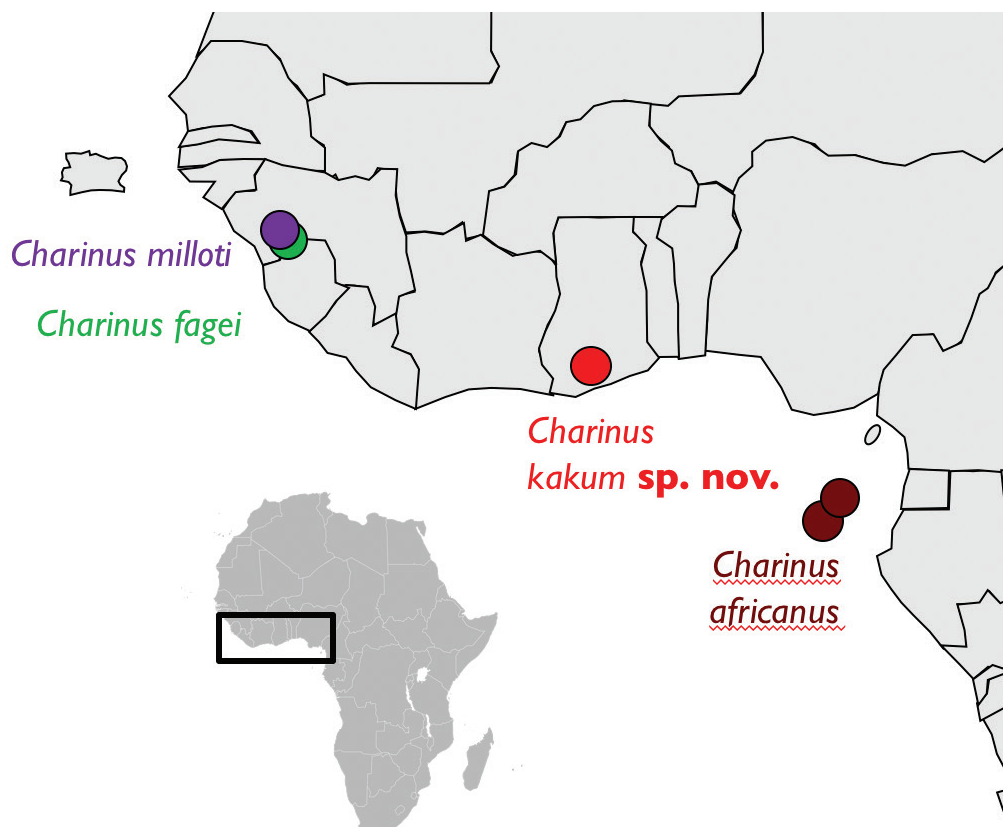 Charinus milloti
Charinus fagei
Charinus
kakum sp. nov.
Charinus
africanus